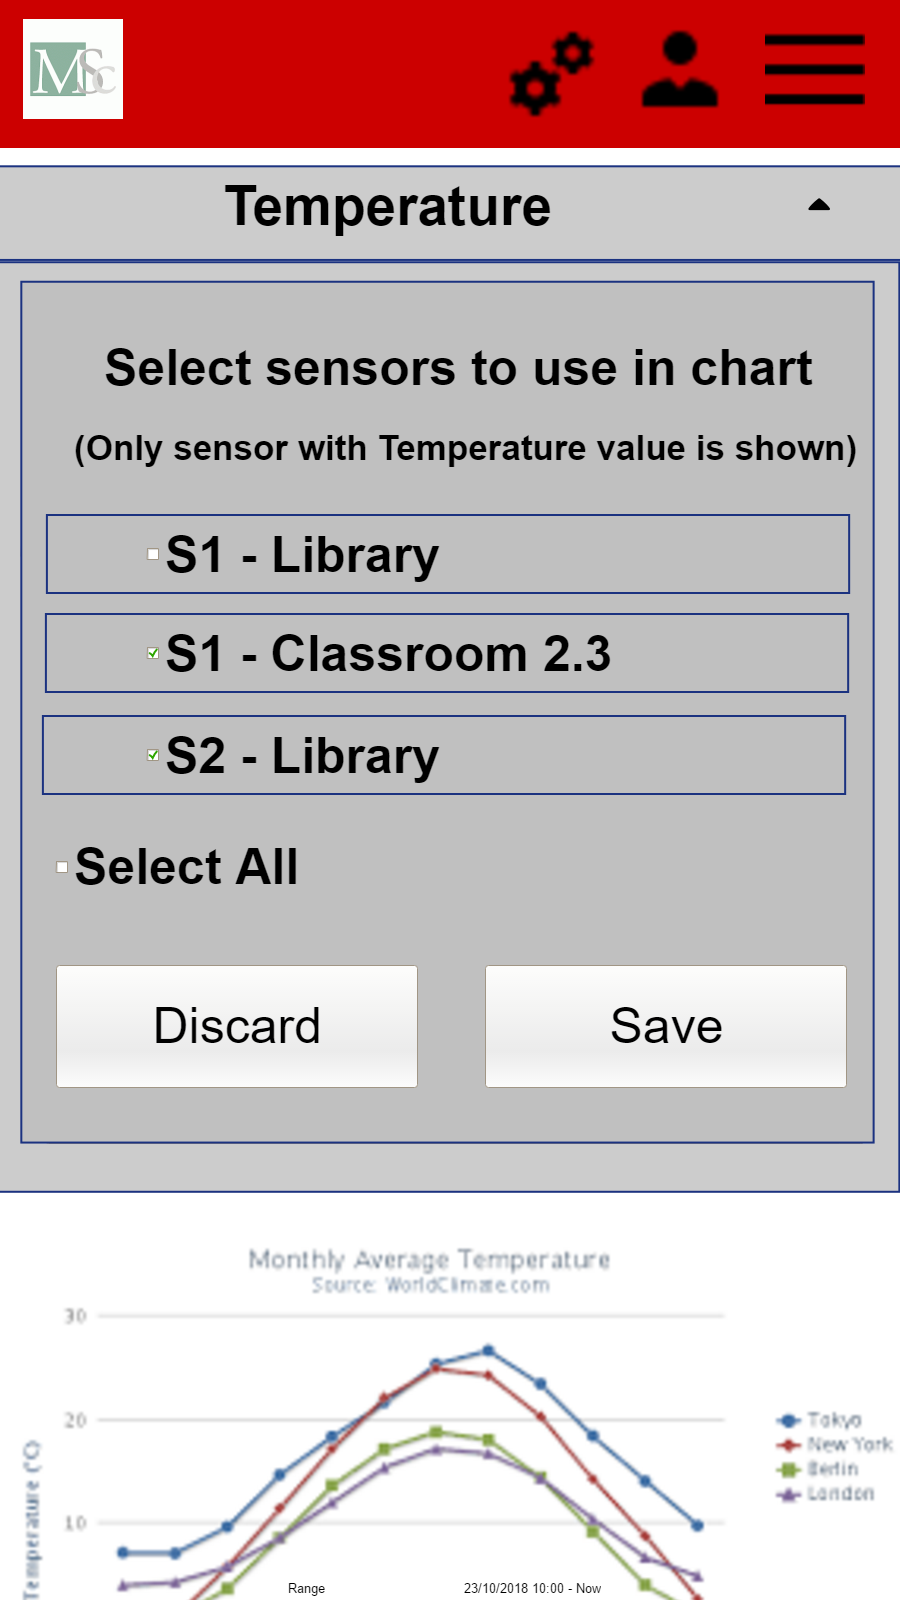 MSc
Temperature
Select sensors to use in chart
(Only sensor with Temperature value is shown)
S1 - Library
S1 - Classroom 2.3
S2 - Library
Select All
Discard Save
Monthly Average Temperature
Source: WorldClimate.com
30
20
10
Temperature (°C)
Tokyo
New York
Berlin
London
Range 23/10/2018 10:00 - Now